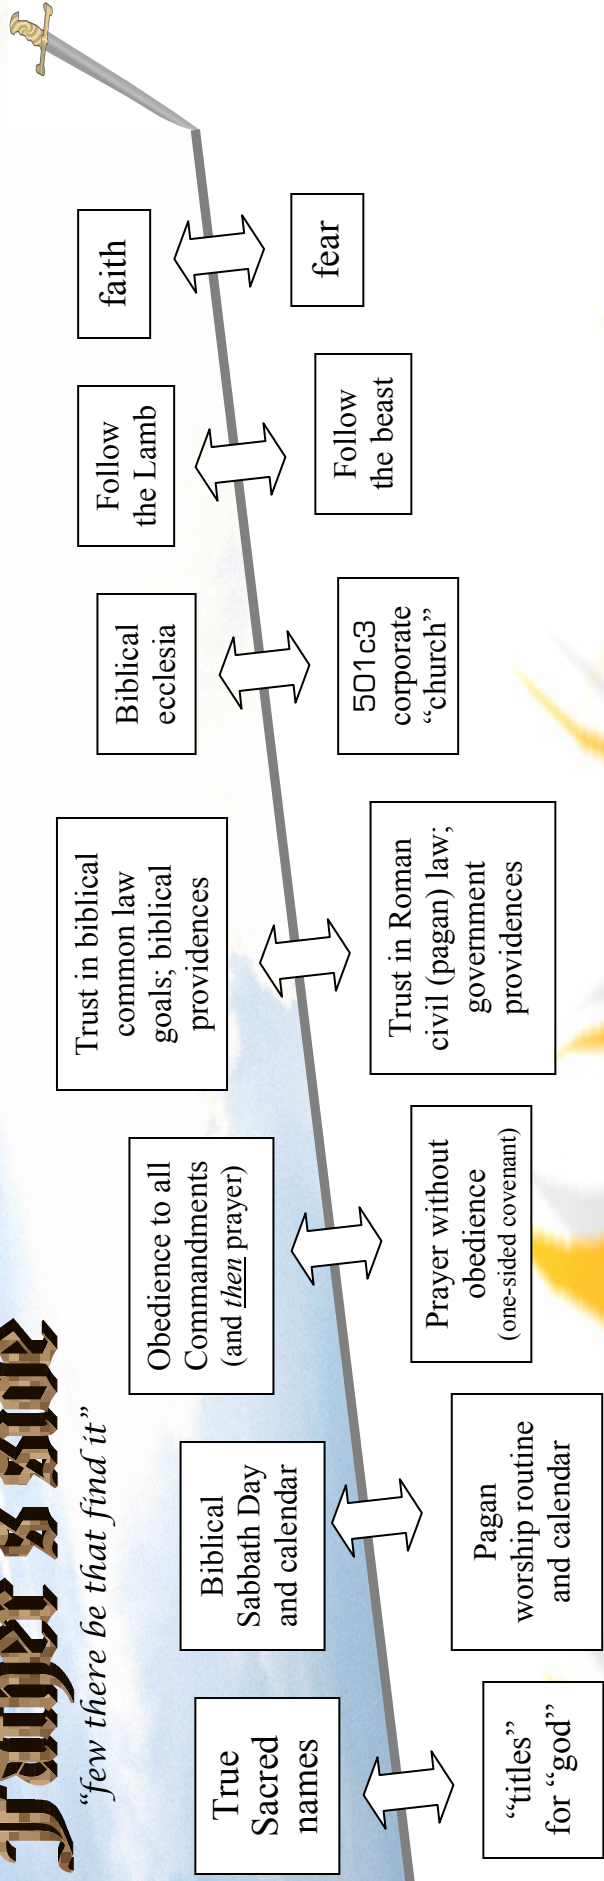 Father's side
“few there be that find it”
True
Sacred
names
Biblical
Sabbath Day
and calendar
Obedience to all
Commandments
(and then prayer)
Trust in biblical
common law
goals; biblical
providences
Biblical
ecclesia
Follow
the Lamb
faith
“titles”
for “god”
Pagan
worship routine
and calendar
Prayer without
obedience
(one-sided covenant)
Trust in Roman
civil (pagan) law;
government
providences
501c3
corporate
“church”
Follow
the beast
fear